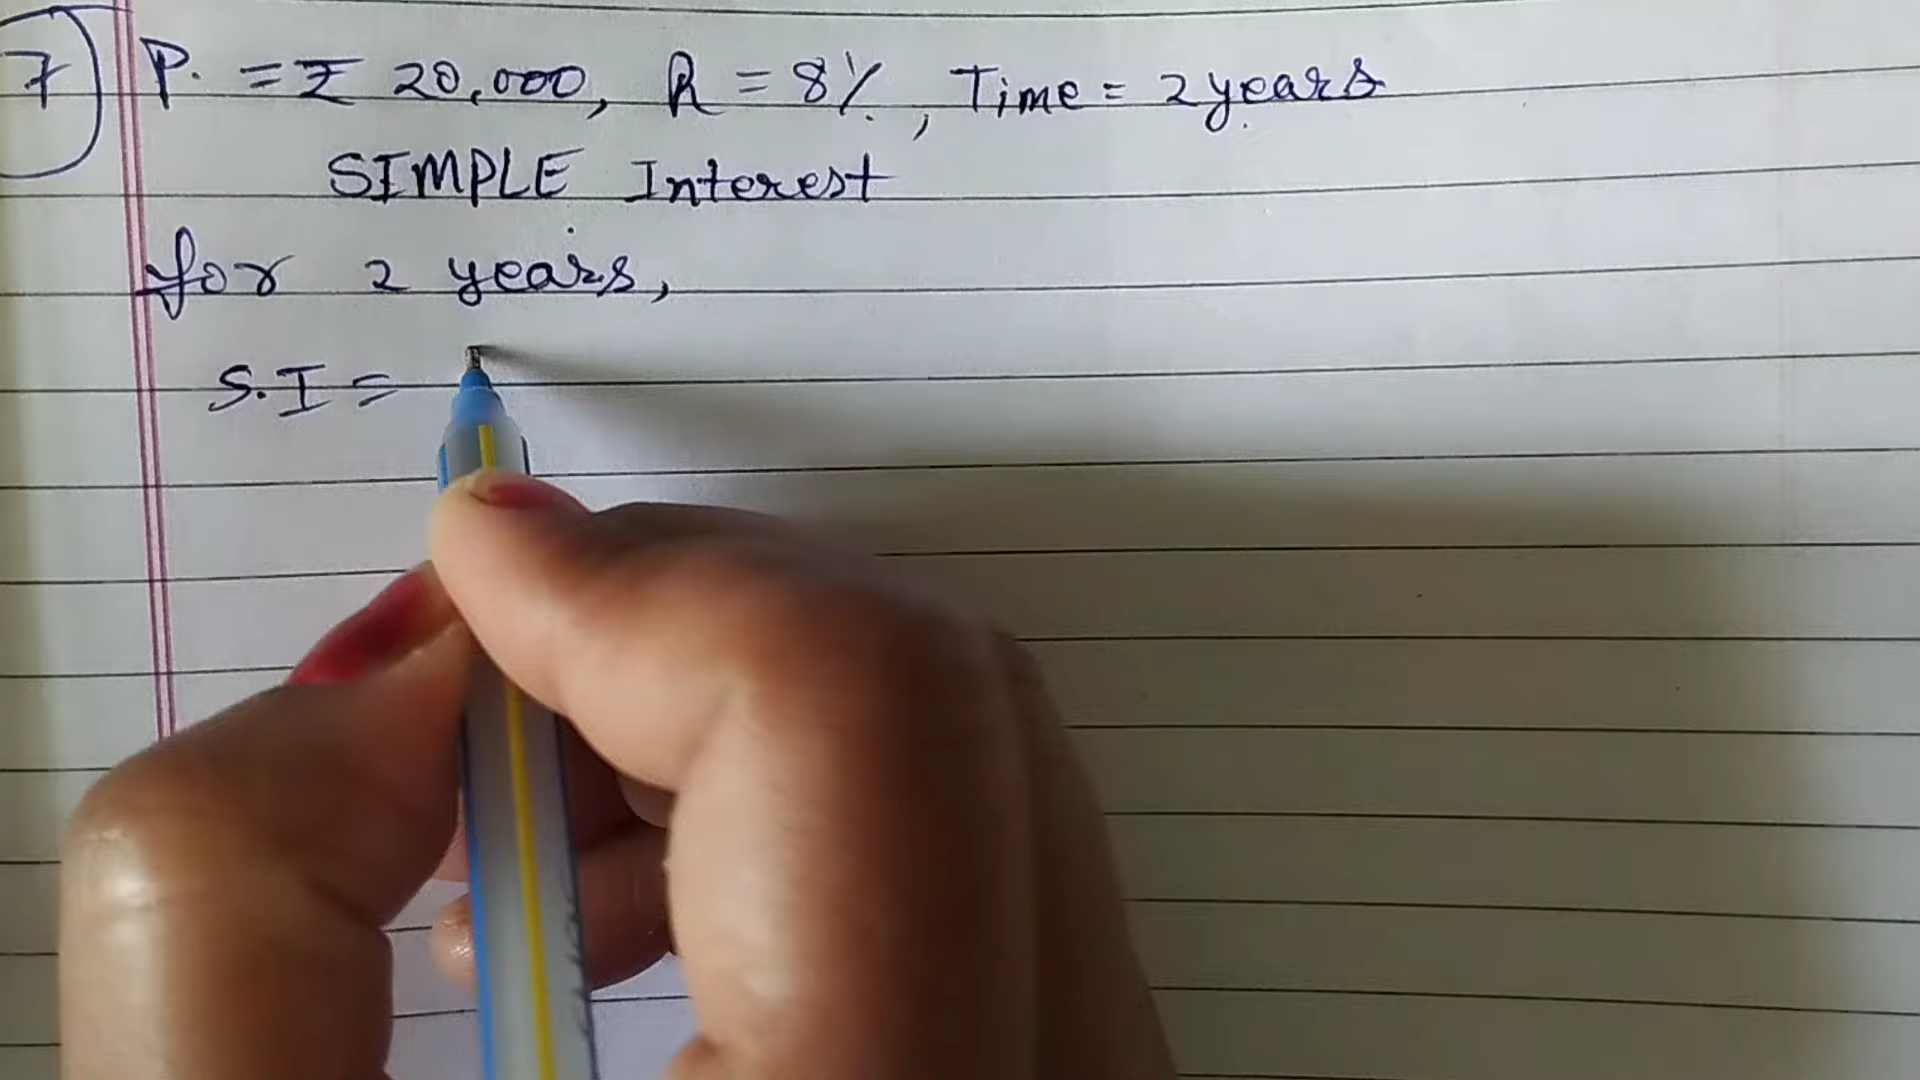 7) P. = ₹ 20,000, R = 8%, Time = 2 years
SIMPLE Interest
for 2 years,
S.I =